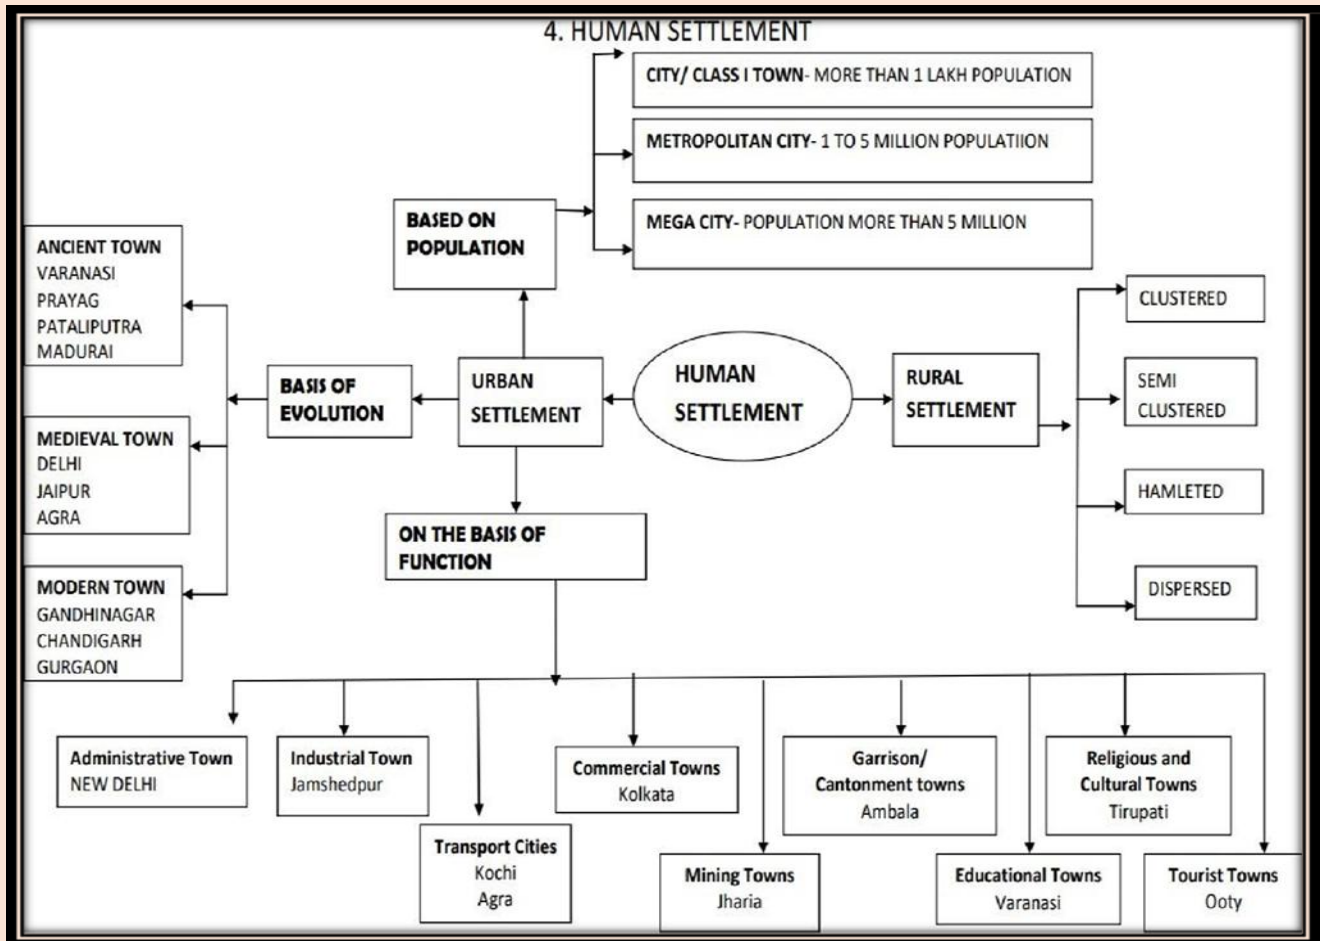 4. HUMAN SETTLEMENT
CITY/ CLASS I TOWN- MORE THAN 1 LAKH POPULATION
METROPOLITAN CITY- 1 TO 5 MILLION POPULATIION
MEGA CITY- POPULATION MORE THAN 5 MILLION
BASED ON
POPULATION
ANCIENT TOWN
VARANASI
PRAYAG
PATALIPUTRA
MADURAI
MEDIEVAL TOWN
DELHI
JAIPUR
AGRA
MODERN TOWN
GANDHINAGAR
CHANDIGARH
GURGAON
BASIS OF
EVOLUTION
URBAN
SETTLEMENT
HUMAN
SETTLEMENT
RURAL
SETTLEMENT
CLUSTERED
SEMI
CLUSTERED
HAMLETED
DISPERSED
ON THE BASIS OF
FUNCTION
Administrative Town
NEW DELHI
Industrial Town
Jamshedpur
Transport Cities
Kochi
Agra
Commercial Towns
Kolkata
Mining Towns
Jharia
Garrison/
Cantonment towns
Ambala
Educational Towns
Varanasi
Religious and
Cultural Towns
Tirupati
Tourist Towns
Ooty